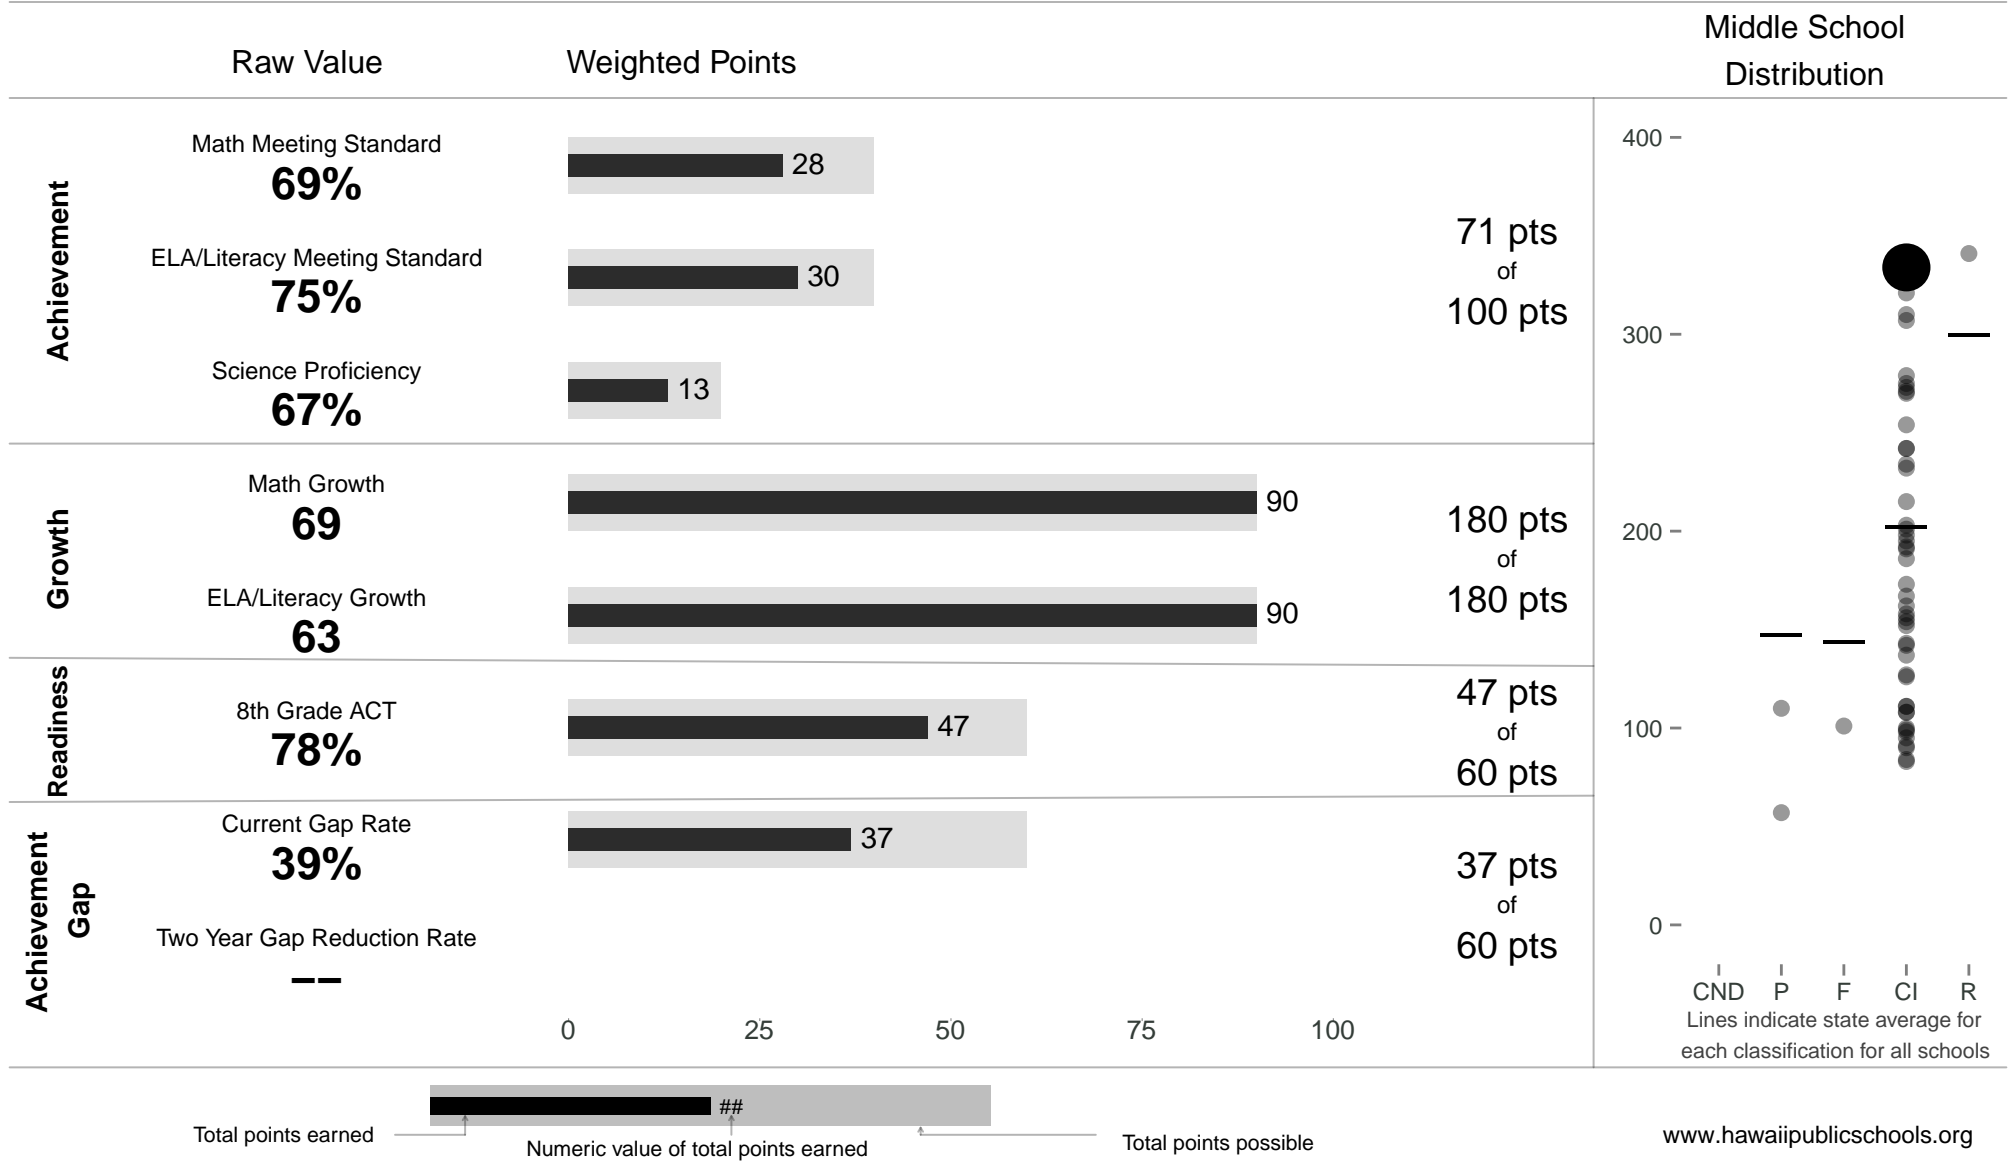 Raw Value
Weighted Points
Middle School
Distribution
Achievement
Math Meeting Standard
69%
28
ELA/Literacy Meeting Standard
75%
30
Science Proficiency
67%
13
71 pts
of
100 pts
Growth
Math Growth
69
90
ELA/Literacy Growth
63
90
180 pts
of
180 pts
Readiness
8th Grade ACT
78%
47
47 pts
of
60 pts
Achievement
Gap
Current Gap Rate
39%
37
Two Year Gap Reduction Rate
--
37 pts
of
60 pts
0 25 50 75 100
400
300
200
100
0
CND P F CI R
Lines indicate state average for
each classification for all schools
##
Total points earned
Numeric value of total points earned
Total points possible
www.hawaiipublicschools.org